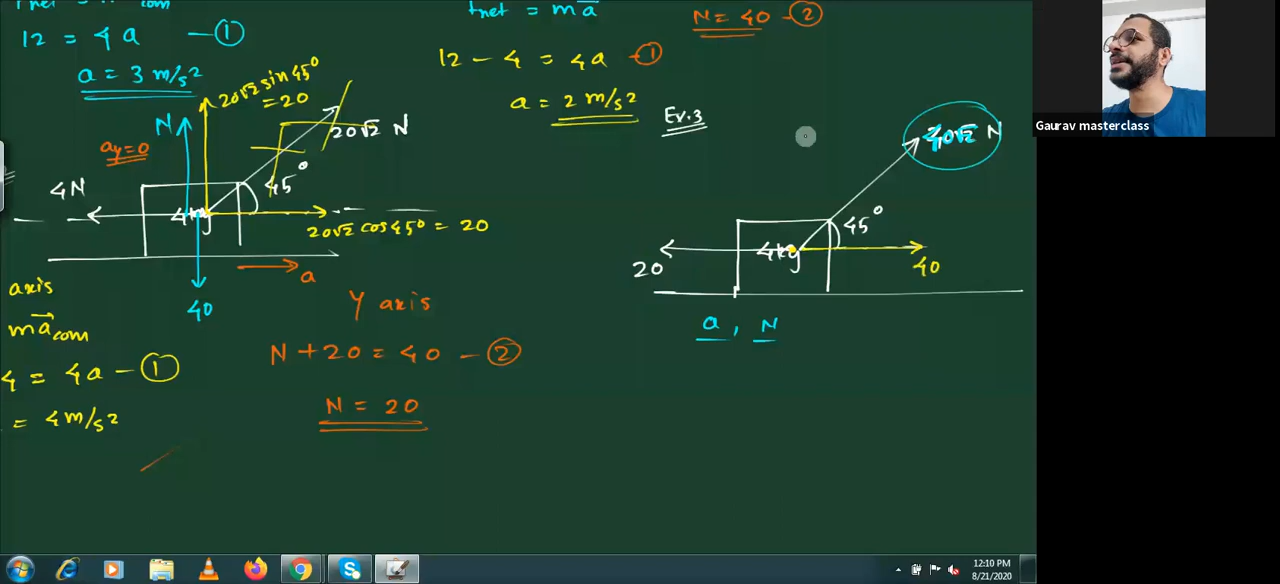 12 = 4a — ①
a = 3 m/s²
20√2 sin 45°
= 20
N
ay=0
20√2 N
45°
4N
4kg
20√2 cos 45° = 20
a
40
axis
ma⃗com
4 = 4a — ①
= 4 m/s²
Y axis
N + 20 = 40 — ②
N = 20
= ma⃗
12 - 4 = 4a ①
a = 2 m/s²
N = 40 — ②
Ex.3
40√2 N
45°
4kg
20
40
a , N
Gaurav masterclass
12:10 PM
8/21/2020